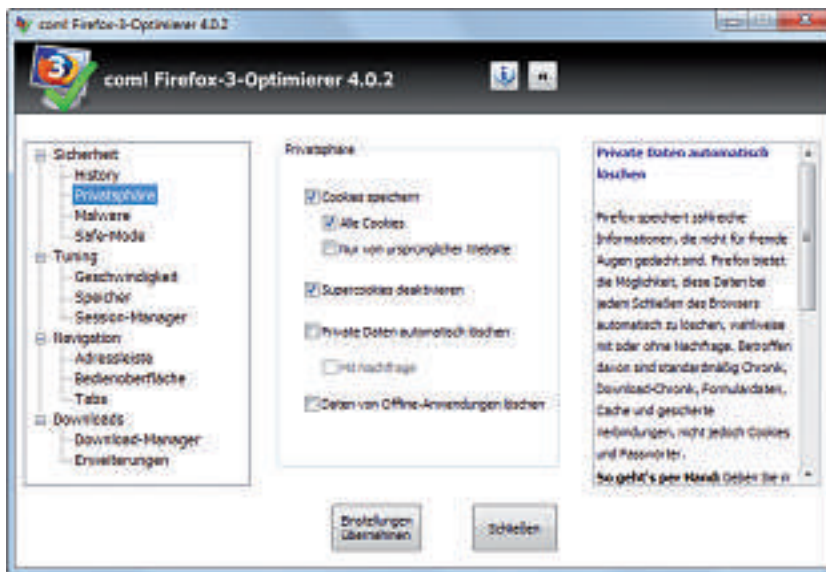 com! Firefox-3-Optimierer 4.0.2
3
com! Firefox-3-Optimierer 4.0.2
Sicherheit
History
Privatsphäre
Malware
Safe-Mode
Tuning
Geschwindigkeit
Speicher
Session-Manager
Navigation
Adressleiste
Bedienoberfläche
Tabs
Downloads
Download-Manager
Erweiterungen
Privatsphäre
Cookies speichern
Alle Cookies
Nur von ursprünglicher Website
Supercookies deaktivieren
Private Daten automatisch löschen
Mit Nachfrage
Daten von Offline-Anwendungen löschen
Private Daten automatisch
löschen
Firefox speichert zahlreiche
Informationen, die nicht für fremde
Augen gedacht sind. Firefox bietet
die Möglichkeit, diese Daten bei
jedem Schließen des Browsers
automatisch zu löschen, wahlweise
mit oder ohne Nachfrage. Betroffen
davon sind standardmäßig Chronik,
Download-Chronik, Formulardaten,
Cache und gesicherte
Verbindungen, nicht jedoch Cookies
und Passwörter.
So geht's per Hand: Geben Sie in
Einstellungen
übernehmen
Schließen